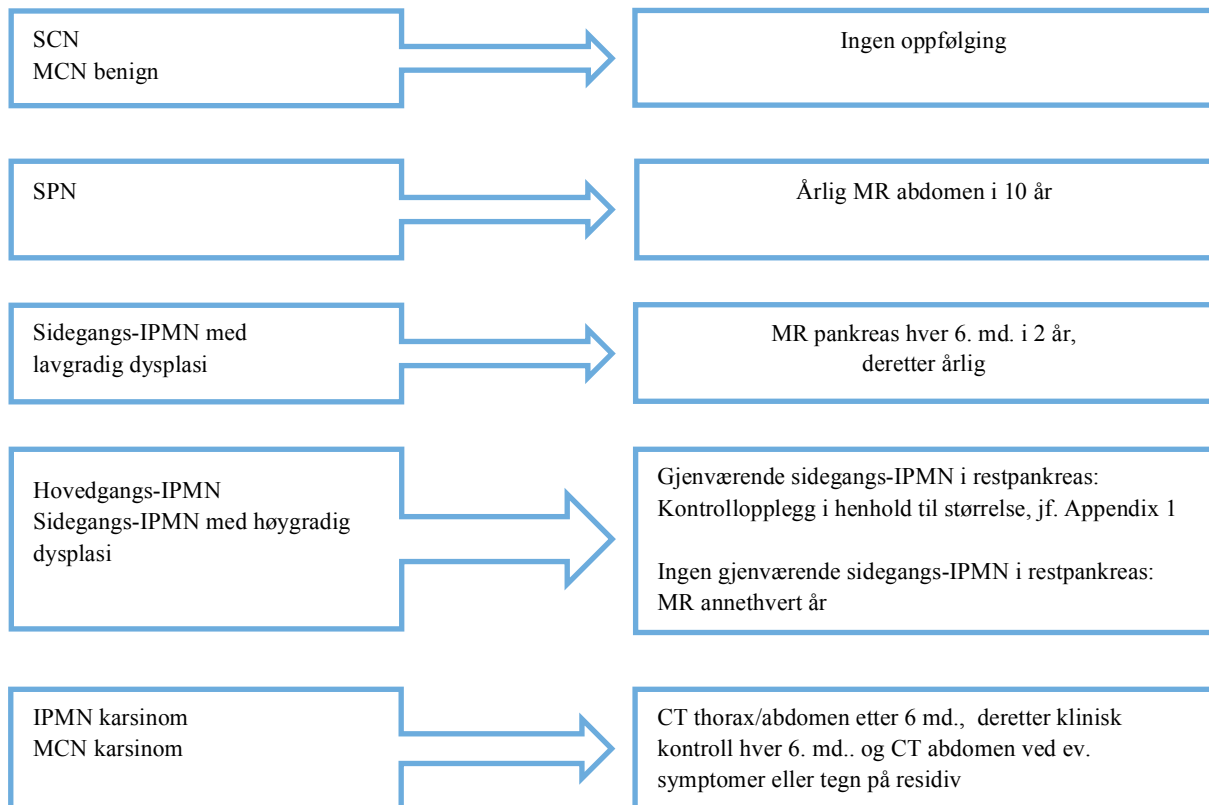 SCN
MCN benign
Ingen oppfølging
SPN
Årlig MR abdomen i 10 år
Sidegangs-IPMN med
lavgradig dysplasi
MR pankreas hver 6. md. i 2 år,
deretter årlig
Hovedgangs-IPMN
Sidegangs-IPMN med høygradig
dysplasi
Gjenværende sidegangs-IPMN i restpankreas:
Kontrollopplegg i henhold til størrelse, jf. Appendix 1
Ingen gjenværende sidegangs-IPMN i restpankreas:
MR annethvert år
IPMN karsinom
MCN karsinom
CT thorax/abdomen etter 6 md., deretter klinisk
kontroll hver 6. md.. og CT abdomen ved ev.
symptomer eller tegn på residiv